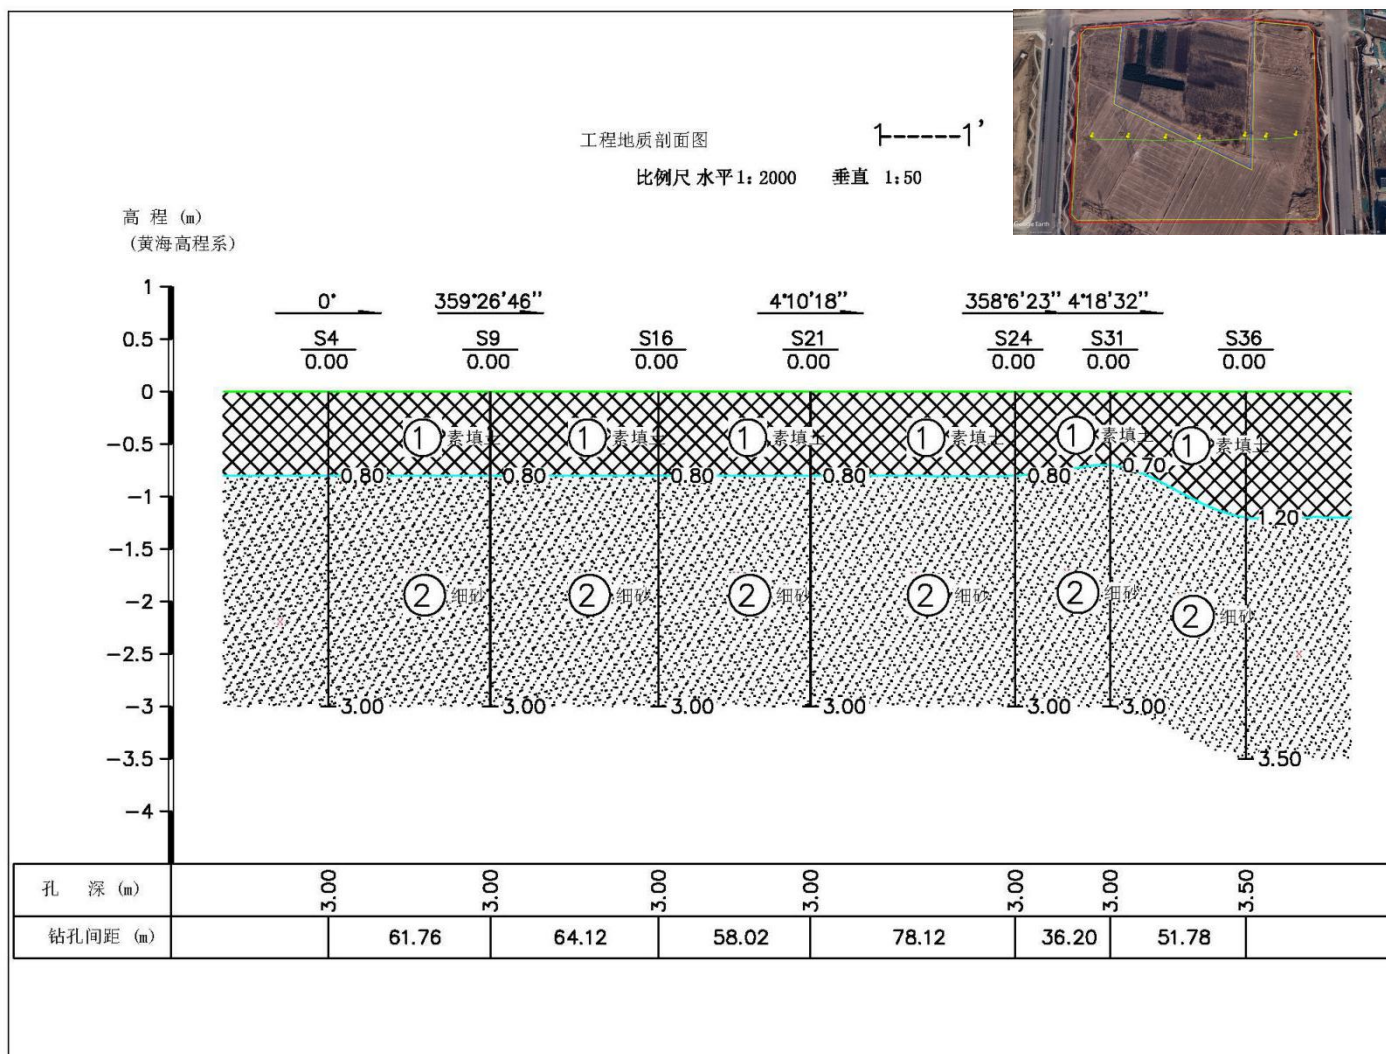 工程地质剖面图
1------1'
比例尺 水平1: 2000 垂直 1:50
高 程 (m)
(黄海高程系)
0° 359°26'46'' 4°10'18'' 358°6'23'' 4°18'32''
S4 S9 S16 S21 S24 S31 S36
0.00 0.00 0.00 0.00 0.00 0.00 0.00
1
0.5
0
-0.5
-1
-1.5
-2
-2.5
-3
-3.5
-4
1 素填土 1 素填土 1 素填土 1 素填土 1 素填土 1 素填土
0.80 0.80 0.80 0.80 0.80 0.70 1.20
2 细砂 2 细砂 2 细砂 2 细砂 2 细砂 2 细砂
3.00 3.00 3.00 3.00 3.00 3.00 3.50
孔 深 (m) 3.00 3.00 3.00 3.00 3.00 3.00 3.50
钻孔间距 (m) 61.76 64.12 58.02 78.12 36.20 51.78